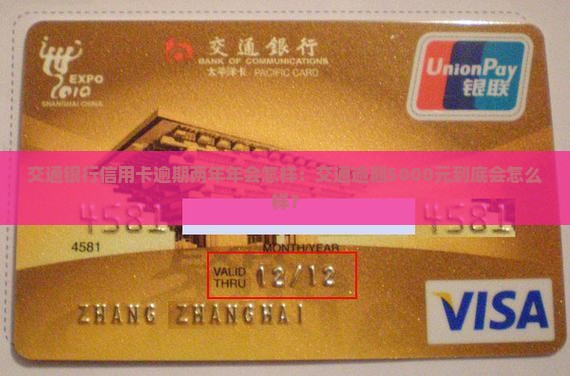 EXPO
2010
SHANGHAI CHINA
交通銀行
BANK OF COMMUNICATIONS
太平洋卡 PACIFIC CARD
UnionPay
银联
交通银行信用卡逾期两年年会怎样：交通逾期5000元到底会怎么
样？
4581 4581
4581
MONTH/YEAR
VALID
THRU 12/12
ZHANG ZHANGHAI
VISA